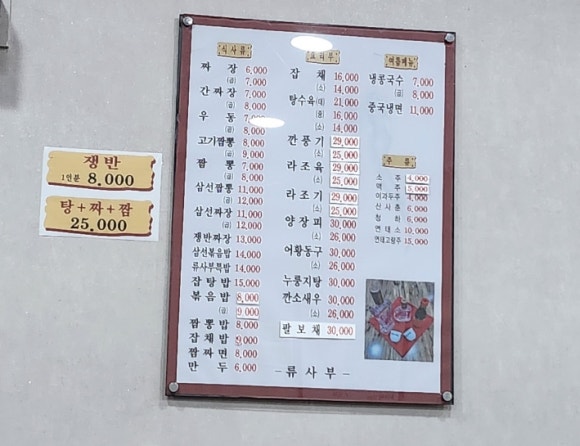 쟁반
1인분 8,000
탕+짜+짬
25,000
식사류
짜장 6,000
(곱) 7,000
간짜장 7,000
(곱) 8,000
우동 7,000
(곱) 8,000
고기짬뽕 8,000
(곱) 9,000
짬뽕 7,000
(곱) 8,000
삼선짬뽕 11,000
(곱) 12,000
삼선짜장 11,000
(곱) 12,000
쟁반짜장 13,000
삼선볶음밥 14,000
류사부특밥 14,000
잡탕밥 15,000
볶음밥 8,000
(곱) 9,000
짬뽕밥 8,000
잡채밥 9,000
짬짜면 8,000
만두 6,000
요리부
잡채 16,000
(소) 14,000
탕수육(대) 21,000
(중) 16,000
(소) 14,000
깐풍기 29,000
(소) 25,000
라조육 29,000
(소) 25,000
라조기 29,000
(소) 25,000
양장피 30,000
(소) 26,000
어황동구 30,000
(소) 26,000
누룽지탕 30,000
깐소새우 30,000
(소) 26,000
팔보채 30,000
여름메뉴
냉콩국수 7,000
(곱) 8,000
중국냉면 11,000
주류
소주 4,000
맥주 5,000
이과두주 4,000
산사춘 6,000
청하 6,000
연태소 10,000
연태고량주 15,000
-류사부-